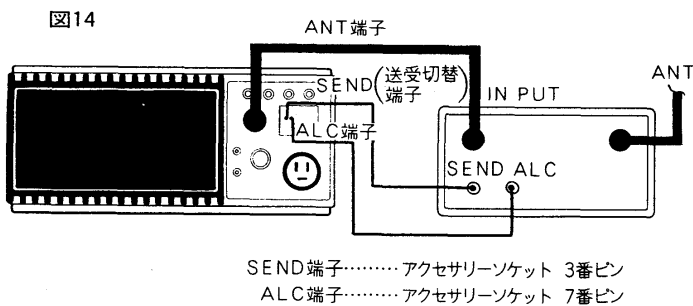 図14
ANT端子
SEND(送受切替端子)
ANT
IN PUT
ALC端子
SEND ALC
SEND端子………アクセサリーソケット 3番ピン
ALC端子………アクセサリーソケット 7番ピン